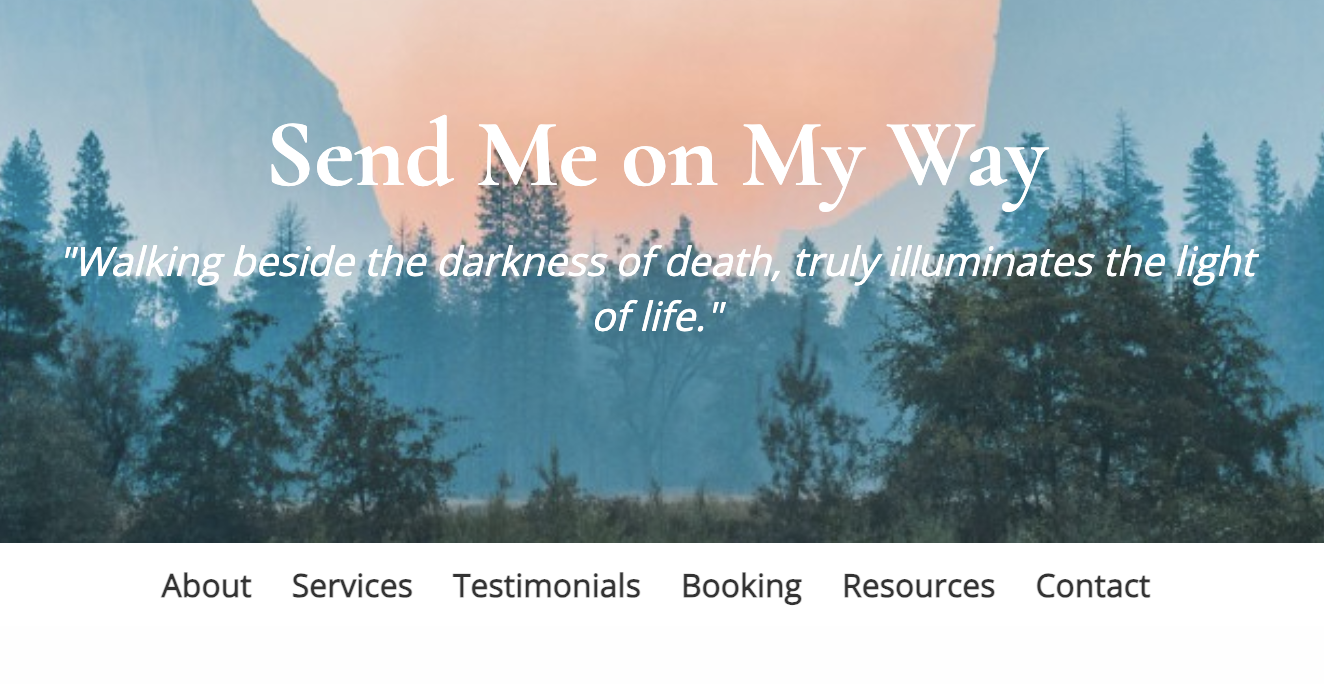 Send Me on My Way
"Walking beside the darkness of death, truly illuminates the light
of life."
About Services Testimonials Booking Resources Contact